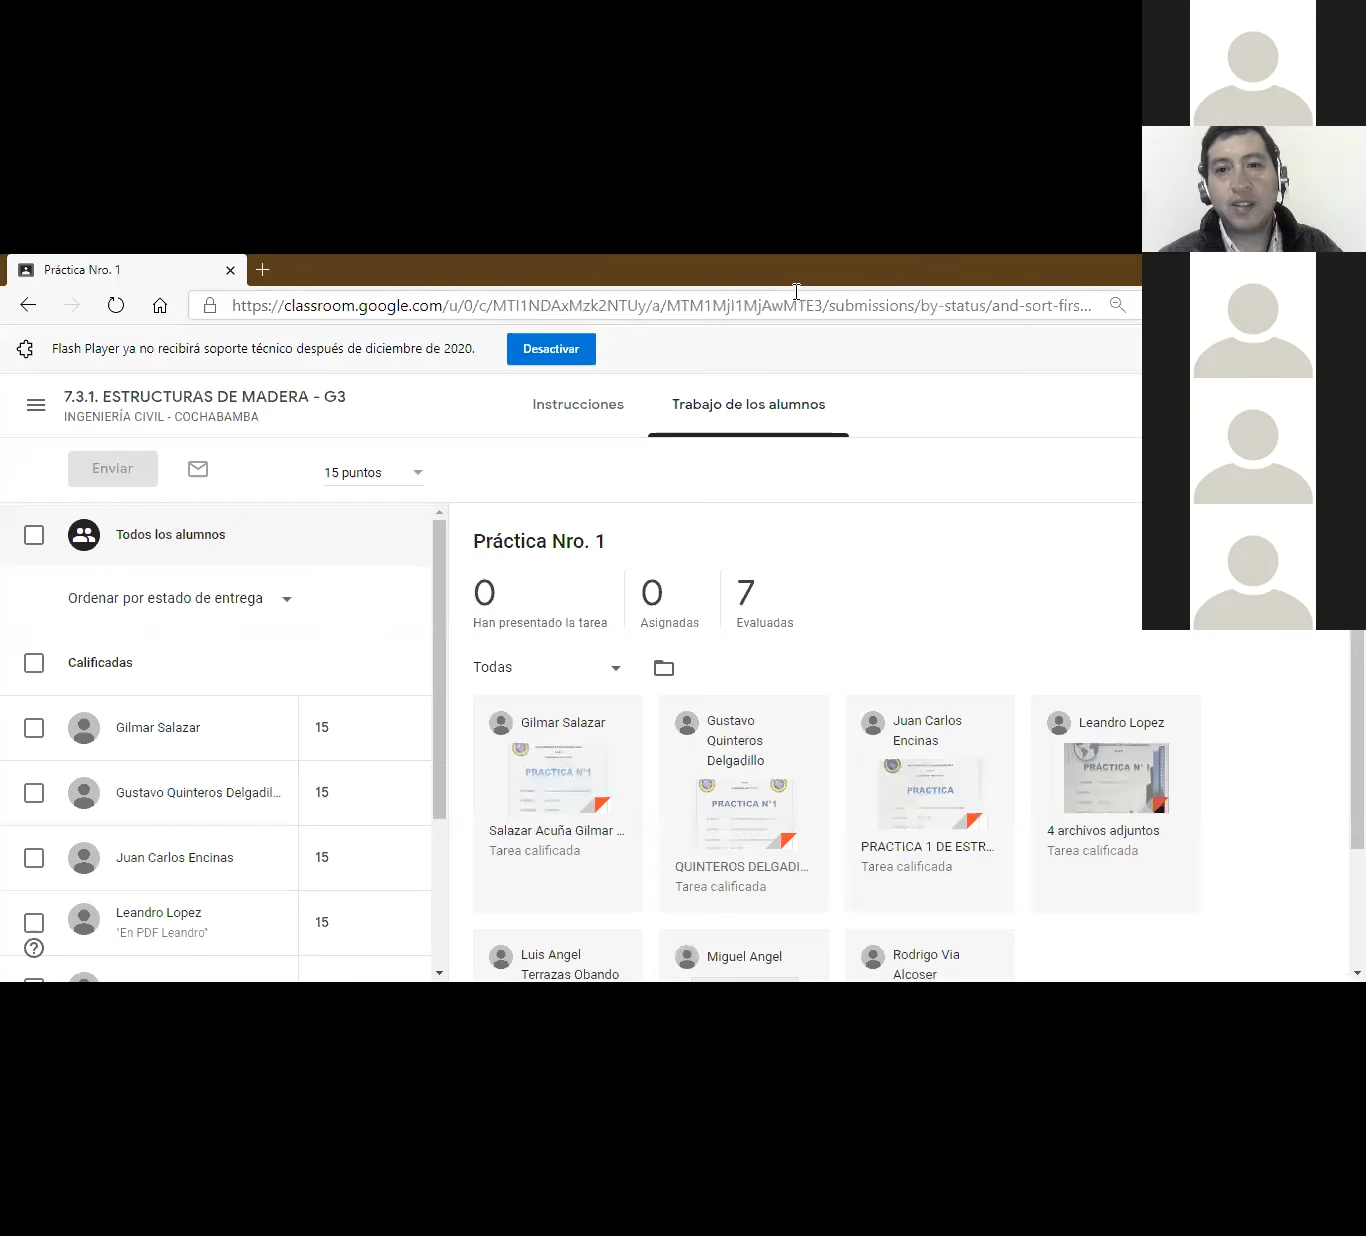 Práctica Nro. 1
https://classroom.google.com/u/0/c/MTI1NDAxMzk2NTUy/a/MTM1MjI1MjAwMTE3/submissions/by-status/and-sort-firs...
Flash Player ya no recibirá soporte técnico después de diciembre de 2020.
Desactivar
7.3.1. ESTRUCTURAS DE MADERA - G3
INGENIERÍA CIVIL - COCHABAMBA
Instrucciones
Trabajo de los alumnos
Enviar
15 puntos
Todos los alumnos
Ordenar por estado de entrega
Calificadas
Gilmar Salazar
15
Gustavo Quinteros Delgadil...
15
Juan Carlos Encinas
15
Leandro Lopez
"En PDF Leandro"
15
Práctica Nro. 1
0
Han presentado la tarea
0
Asignadas
7
Evaluadas
Todas
Gilmar Salazar
PRACTICA N°1
Salazar Acuña Gilmar ...
Tarea calificada
Gustavo
Quinteros
Delgadillo
PRACTICA N°1
QUINTEROS DELGADI...
Tarea calificada
Juan Carlos
Encinas
PRACTICA
PRACTICA 1 DE ESTR...
Tarea calificada
Leandro Lopez
PRÁCTICA N°
4 archivos adjuntos
Tarea calificada
Luis Angel
Terrazas Obando
Miguel Angel
Rodrigo Via
Alcoser